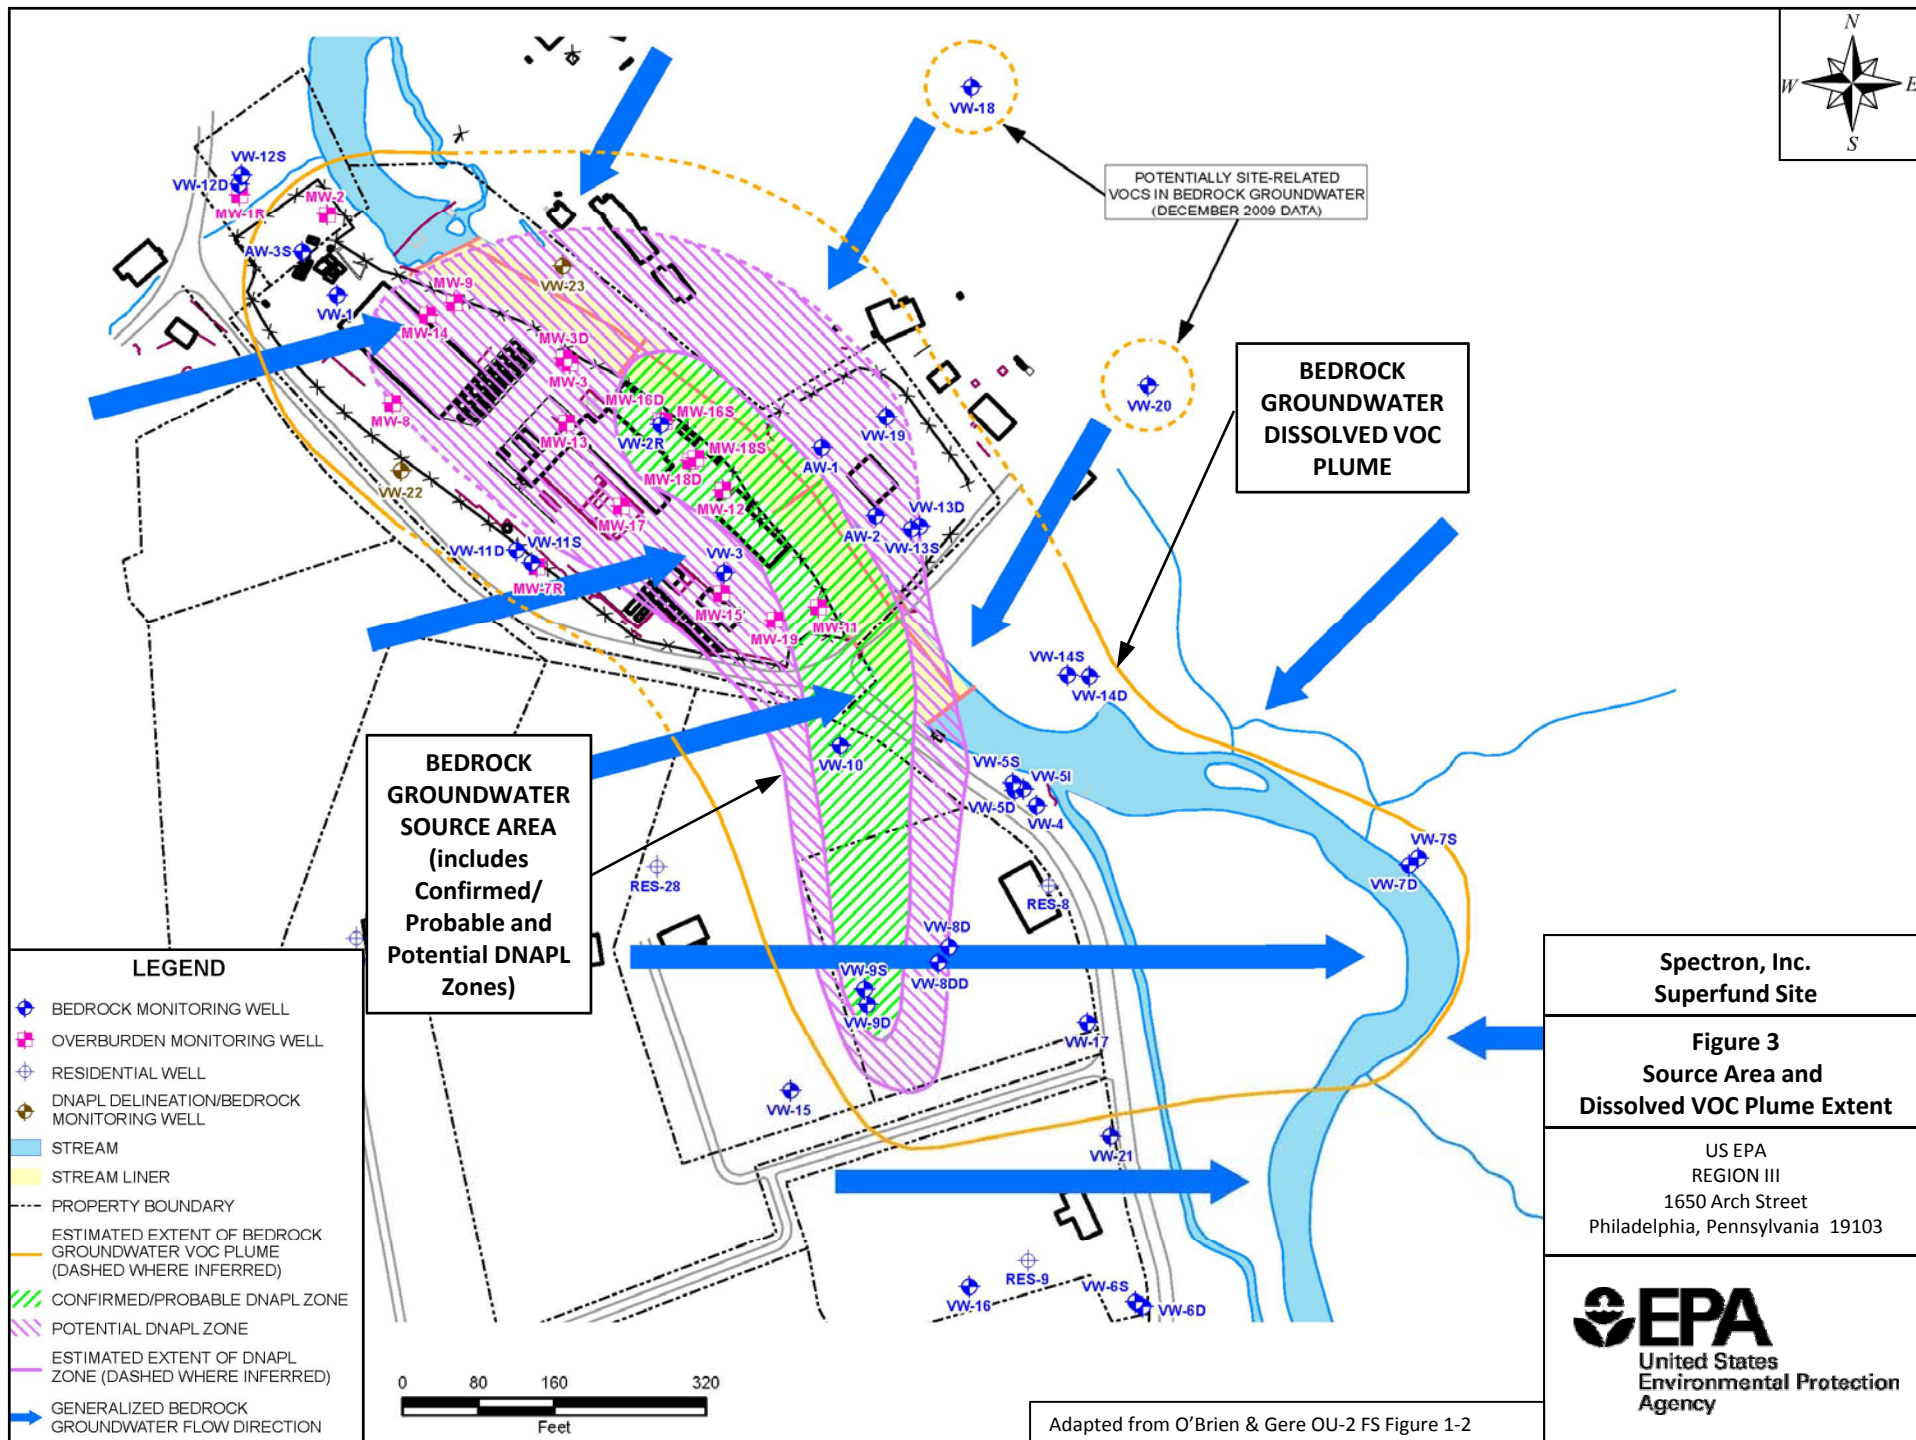 N
W
E
S
VW-18
POTENTIALLY SITE-RELATED
VOCS IN BEDROCK GROUNDWATER
(DECEMBER 2009 DATA)
VW-12S
VW-12D
MW-1R
MW-2
AW-3S
VW-1
MW-9
MW-14
VW-23
MW-3D
MW-3
MW-8
MW-16D
MW-16S
VW-2R
MW-13
MW-18S
MW-18D
MW-12
VW-19
AW-1
VW-20
BEDROCK
GROUNDWATER
DISSOLVED VOC
PLUME
VW-22
MW-17
AW-2
VW-13D
VW-13S
VW-11D
VW-11S
MW-7R
VW-3
MW-15
MW-19
MW-11
VW-14S
VW-14D
VW-10
VW-5S
VW-5I
VW-5D
VW-4
VW-7S
VW-7D
BEDROCK
GROUNDWATER
SOURCE AREA
(includes
Confirmed/
Probable and
Potential DNAPL
Zones)
RES-28
RES-8
VW-8D
VW-8DD
VW-9S
VW-9D
VW-17
VW-15
VW-21
RES-9
VW-16
VW-6S
VW-6D
LEGEND
BEDROCK MONITORING WELL
OVERBURDEN MONITORING WELL
RESIDENTIAL WELL
DNAPL DELINEATION/BEDROCK
MONITORING WELL
STREAM
STREAM LINER
PROPERTY BOUNDARY
ESTIMATED EXTENT OF BEDROCK
GROUNDWATER VOC PLUME
(DASHED WHERE INFERRED)
CONFIRMED/PROBABLE DNAPL ZONE
POTENTIAL DNAPL ZONE
ESTIMATED EXTENT OF DNAPL
ZONE (DASHED WHERE INFERRED)
GENERALIZED BEDROCK
GROUNDWATER FLOW DIRECTION
0 80 160 320
Feet
Adapted from O'Brien & Gere OU-2 FS Figure 1-2
Spectron, Inc.
Superfund Site
Figure 3
Source Area and
Dissolved VOC Plume Extent
US EPA
REGION III
1650 Arch Street
Philadelphia, Pennsylvania 19103
EPA
United States
Environmental Protection
Agency